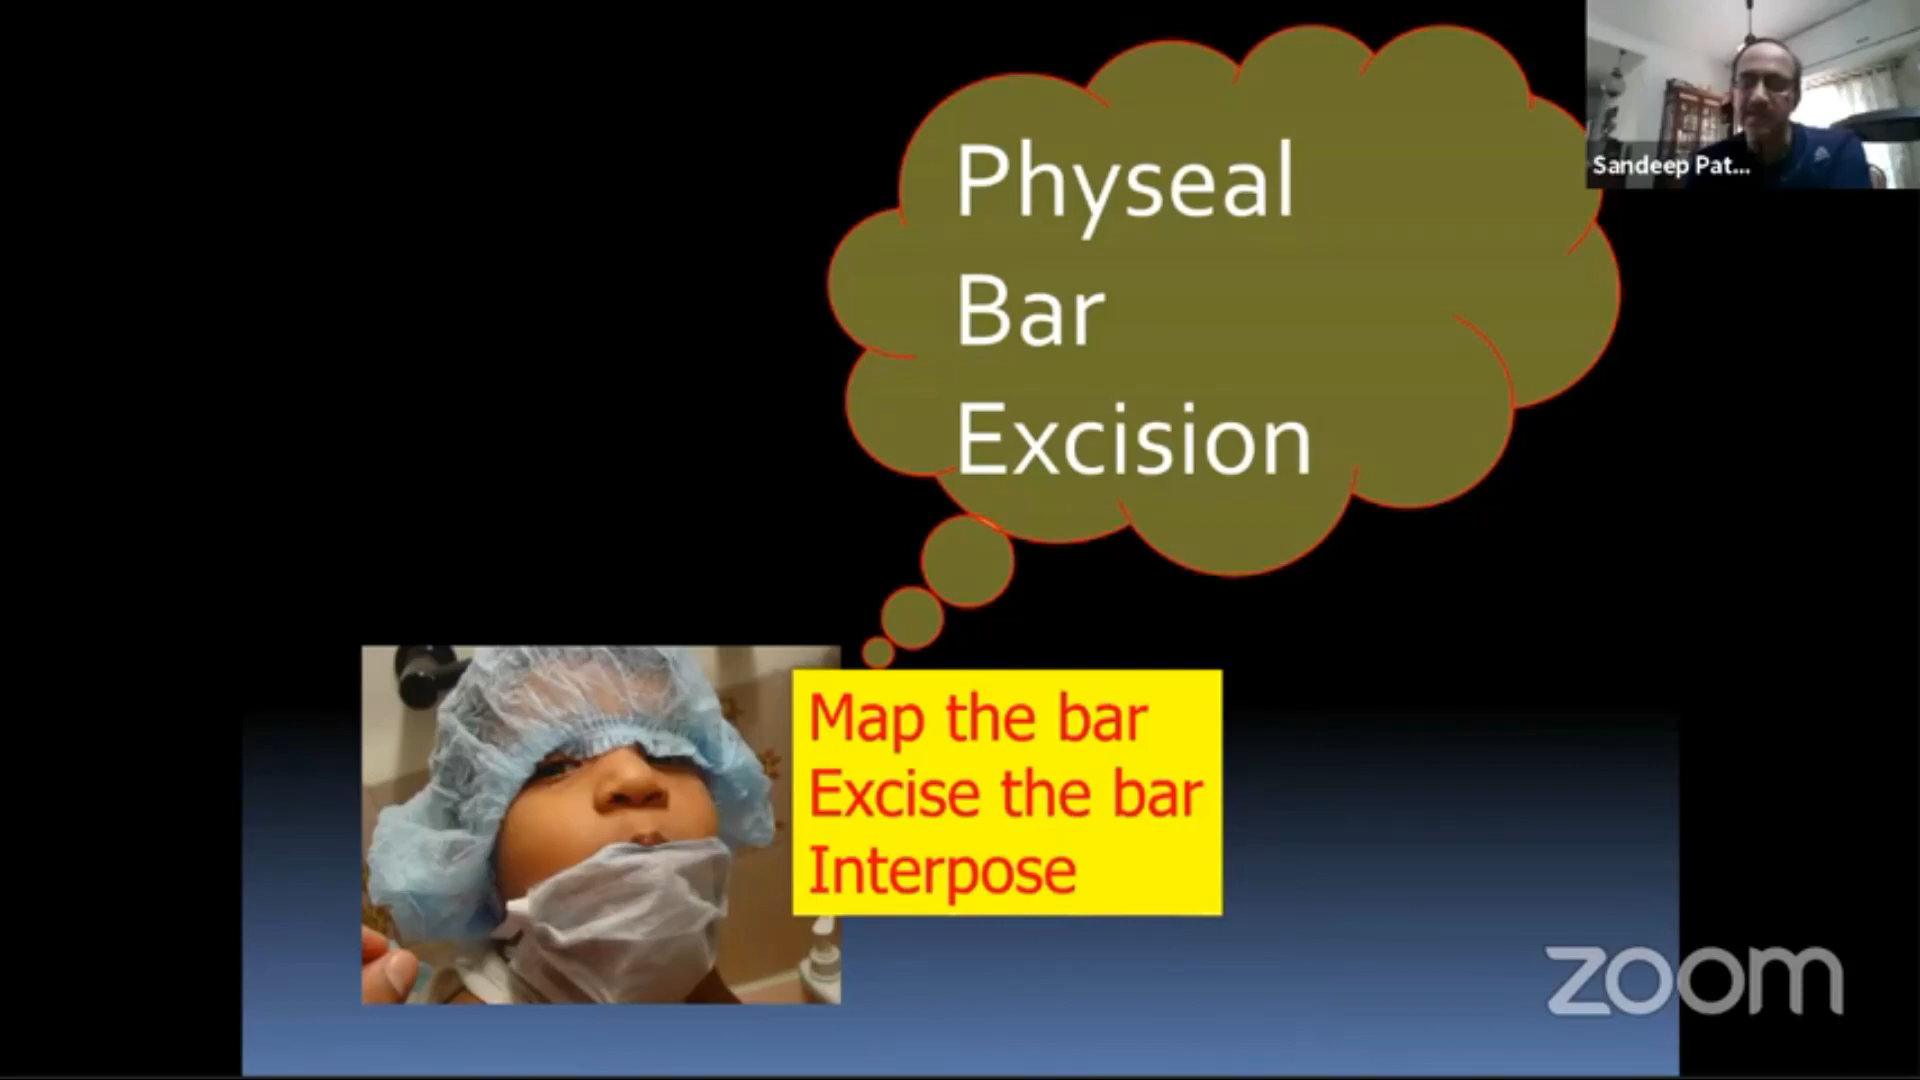 Physeal
Bar
Excision
Sandeep Pat...
Map the bar
Excise the bar
Interpose
zoom